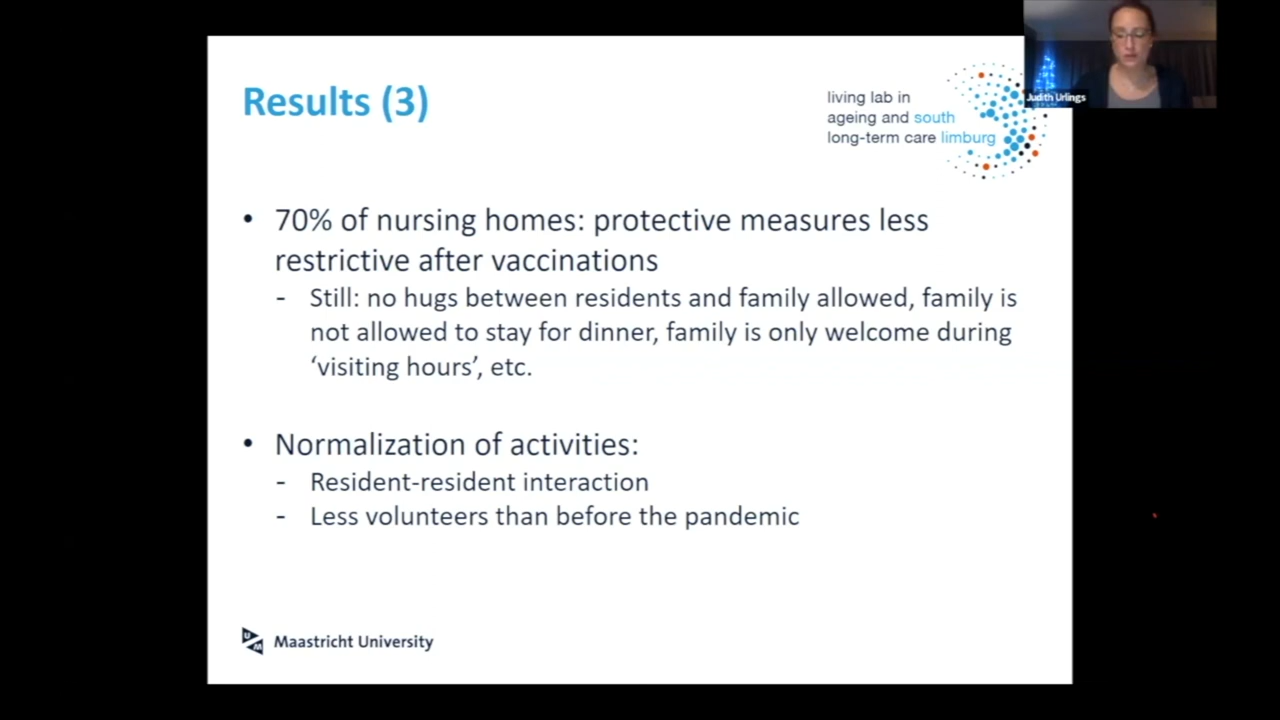 Results (3)
living lab in
ageing and south
long-term care limburg
Judith Urlings
• 70% of nursing homes: protective measures less
restrictive after vaccinations
- Still: no hugs between residents and family allowed, family is
not allowed to stay for dinner, family is only welcome during
‘visiting hours’, etc.
• Normalization of activities:
- Resident-resident interaction
- Less volunteers than before the pandemic
UM
Maastricht University